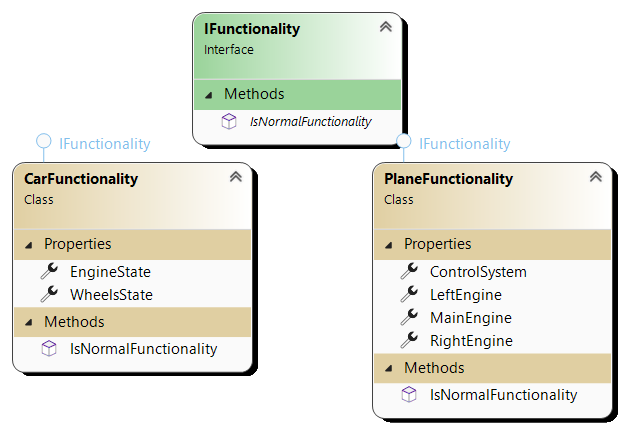 IFunctionality
Interface
Methods
IsNormalFunctionality
IFunctionality
CarFunctionality
Class
Properties
EngineState
WheelsState
Methods
IsNormalFunctionality
IFunctionality
PlaneFunctionality
Class
Properties
ControlSystem
LeftEngine
MainEngine
RightEngine
Methods
IsNormalFunctionality